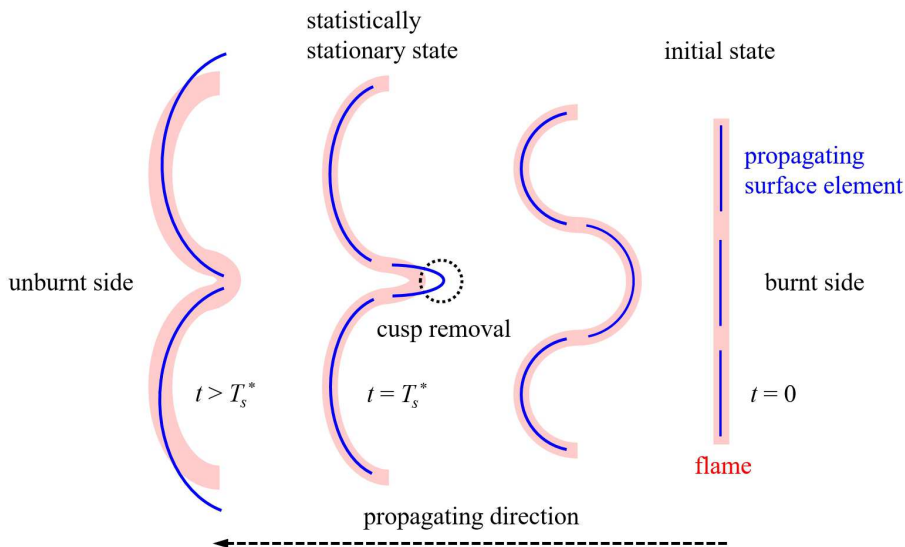 statistically
stationary state
initial state
propagating
surface element
unburnt side
burnt side
cusp removal
t > T_s^*
t = T_s^*
t = 0
flame
propagating direction